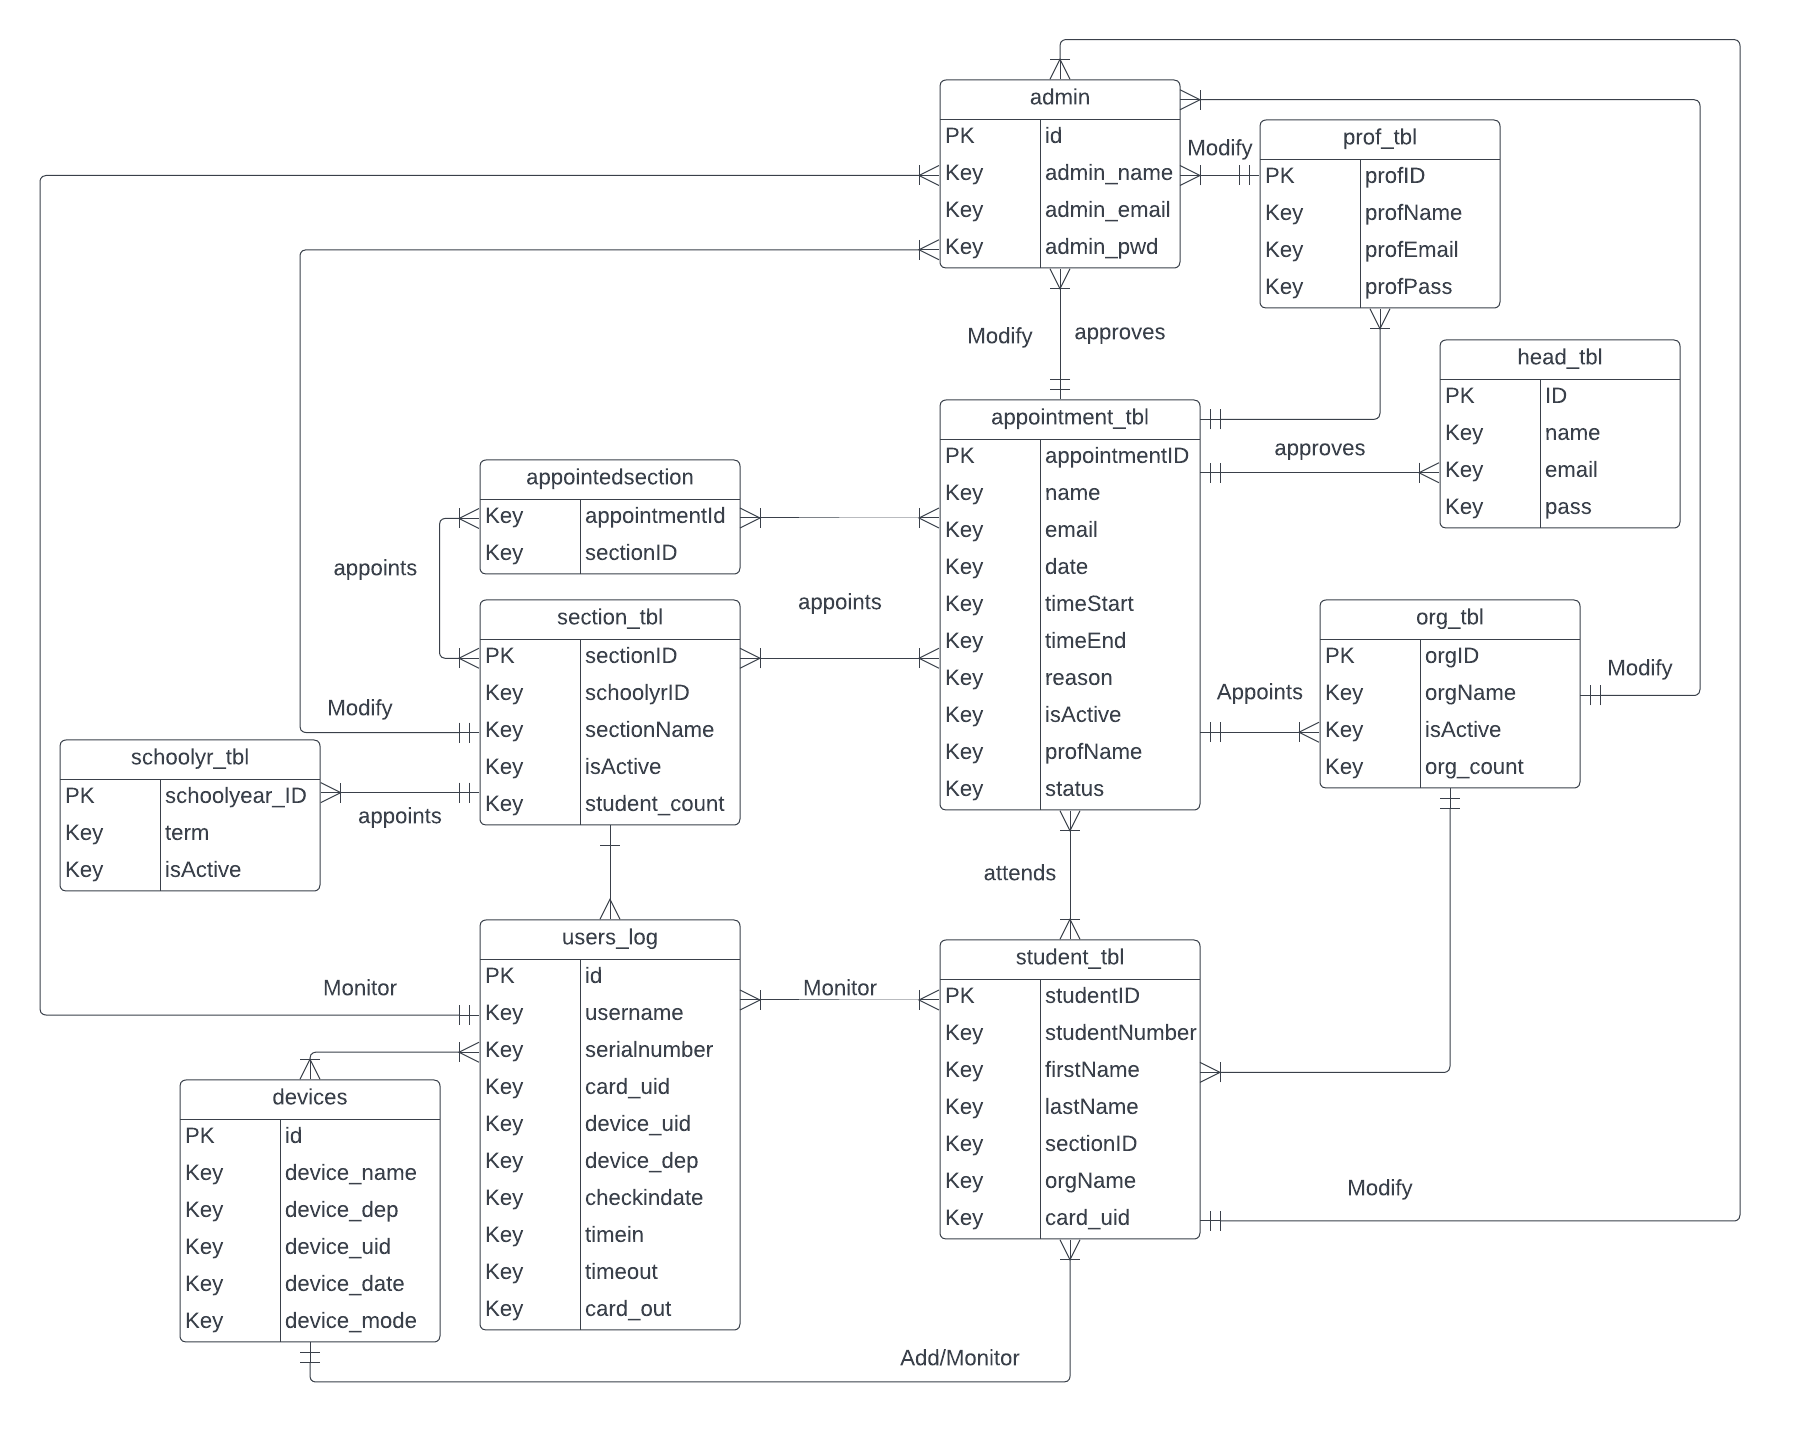 admin
PK id
Key admin_name
Key admin_email
Key admin_pwd
Modify
prof_tbl
PK profID
Key profName
Key profEmail
Key profPass
Modify approves
head_tbl
PK ID
Key name
Key email
Key pass
appointment_tbl
PK appointmentID
Key name
Key email
Key date
Key timeStart
Key timeEnd
Key reason
Key isActive
Key profName
Key status
approves
appointedsection
Key appointmentId
Key sectionID
appoints
appoints
section_tbl
PK sectionID
Key schoolyrID
Key sectionName
Key isActive
Key student_count
Modify
org_tbl
PK orgID
Key orgName
Key isActive
Key org_count
Appoints
Modify
schoolyr_tbl
PK schoolyear_ID
Key term
Key isActive
appoints
attends
users_log
PK id
Key username
Key serialnumber
Key card_uid
Key device_uid
Key device_dep
Key checkindate
Key timein
Key timeout
Key card_out
Monitor
Monitor
student_tbl
PK studentID
Key studentNumber
Key firstName
Key lastName
Key sectionID
Key orgName
Key card_uid
Modify
devices
PK id
Key device_name
Key device_dep
Key device_uid
Key device_date
Key device_mode
Add/Monitor